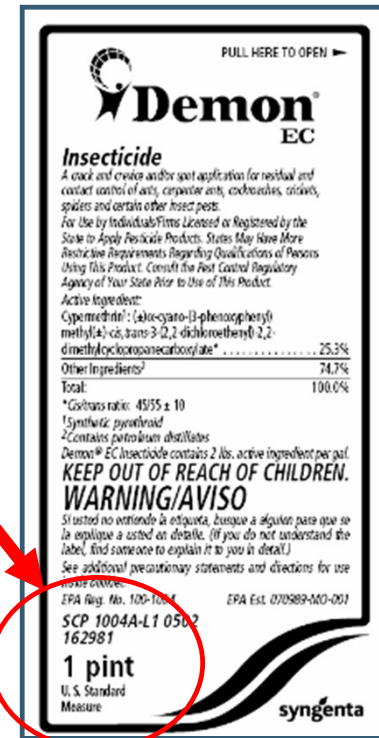 PULL HERE TO OPEN
Demon®
EC
Insecticide
A crack and crevice and/or spot application for residual and
contact control of ants, carpenter ants, cockroaches, crickets,
spiders and certain other insect pests.
For Use by Individuals/Firms Licensed or Registered by the
State to Apply Pesticide Products. States May Have More
Restrictive Requirements Regarding Qualifications of Persons
Using This Product. Consult the Pest Control Regulatory
Agency of Your State Prior to Use of This Product.
Active Ingredient:
Cypermethrin¹: (±)α-cyano-(3-phenoxyphenyl)
methyl(±)-cis,trans-3-(2,2-dichloroethenyl)-2,2-
dimethylcyclopropanecarboxylate* . . . . . . . . . . . . . . 25.3%
Other Ingredients² 74.7%
Total: 100.0%
*Cis/trans ratio: 45/55 ± 10
¹Synthetic pyrethroid
²Contains petroleum distillates
Demon® EC Insecticide contains 2 lbs. active ingredient per gal.
KEEP OUT OF REACH OF CHILDREN.
WARNING/AVISO
Si usted no entiende la etiqueta, busque a alguien para que se
la explique a usted en detalle. (If you do not understand the
label, find someone to explain it to you in detail.)
See additional precautionary statements and directions for use
EPA Reg. No. 100-1004 EPA Est. 070989-MO-001
SCP 1004A-L1 0502
162981
1 pint
U. S. Standard
Measure
syngenta